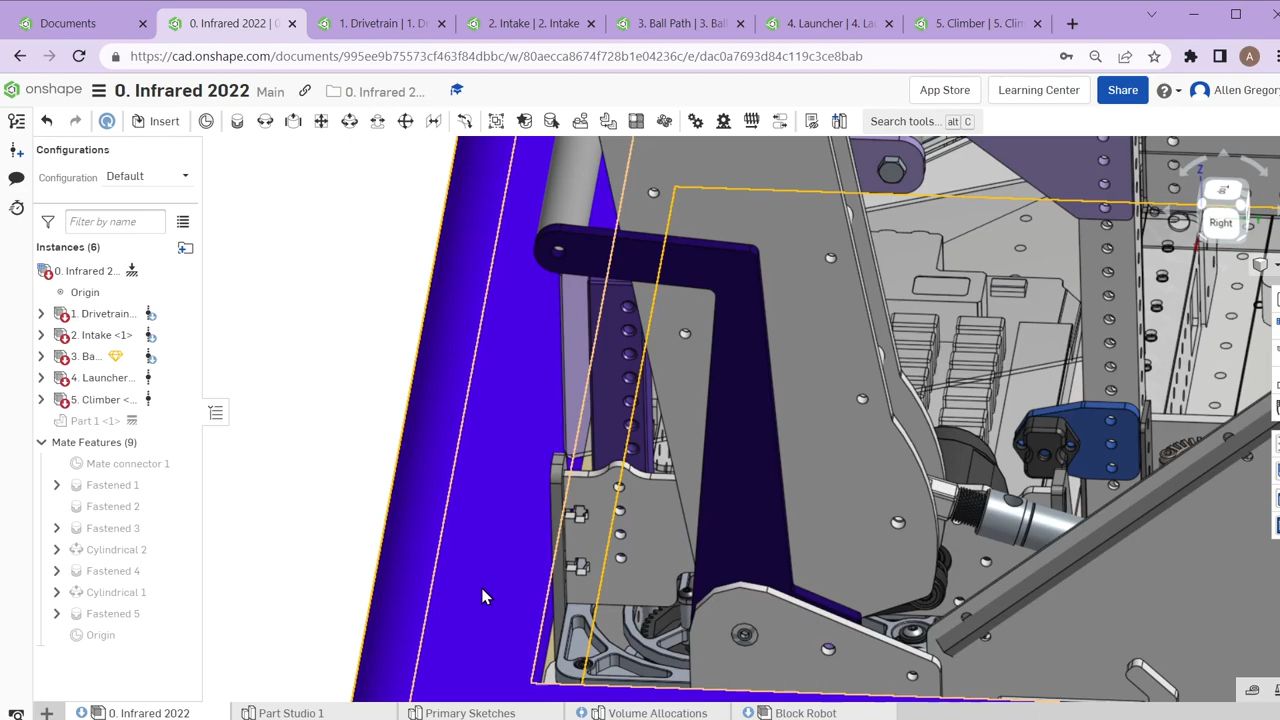 Documents
0. Infrared 2022 | 0
1. Drivetrain | 1. D
2. Intake | 2. Intake
3. Ball Path | 3. Bal
4. Launcher | 4. Lau
5. Climber | 5. Clim
https://cad.onshape.com/documents/995ee9b75573cf463f84dbbc/w/80aecca8674f728b1e04236c/e/dac0a7693d84c119c3ce8bab
A
onshape
0. Infrared 2022
Main
0. Infrared 2...
App Store
Learning Center
Share
Allen Gregory
Insert
Search tools...
alt
C
Configurations
Configuration
Default
Filter by name
Instances (6)
0. Infrared 2...
Origin
1. Drivetrain...
2. Intake <1>
3. Ba...
4. Launcher...
5. Climber <...
Part 1 <1>
Mate Features (9)
Mate connector 1
Fastened 1
Fastened 2
Fastened 3
Cylindrical 2
Fastened 4
Cylindrical 1
Fastened 5
Origin
Z
Right
0. Infrared 2022
Part Studio 1
Primary Sketches
Volume Allocations
Block Robot